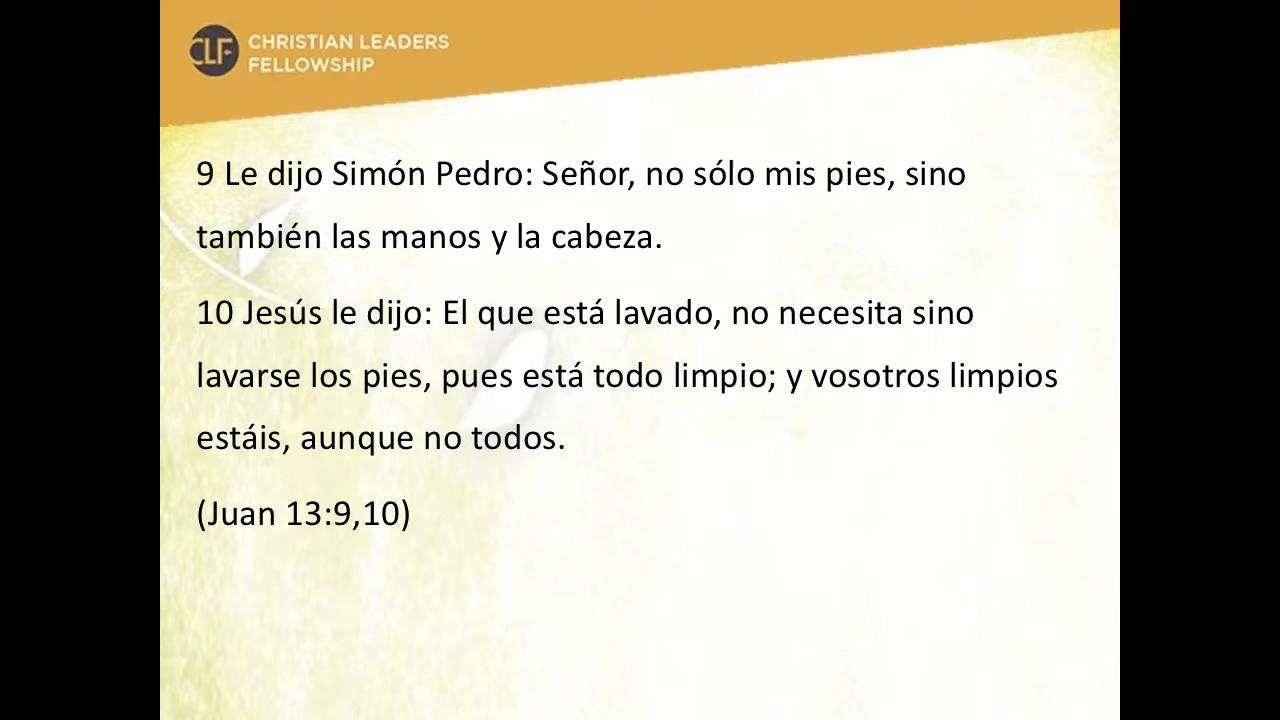 CLF CHRISTIAN LEADERS
FELLOWSHIP
9 Le dijo Simón Pedro: Señor, no sólo mis pies, sino
también las manos y la cabeza.
10 Jesús le dijo: El que está lavado, no necesita sino
lavarse los pies, pues está todo limpio; y vosotros limpios
estáis, aunque no todos.
(Juan 13:9,10)